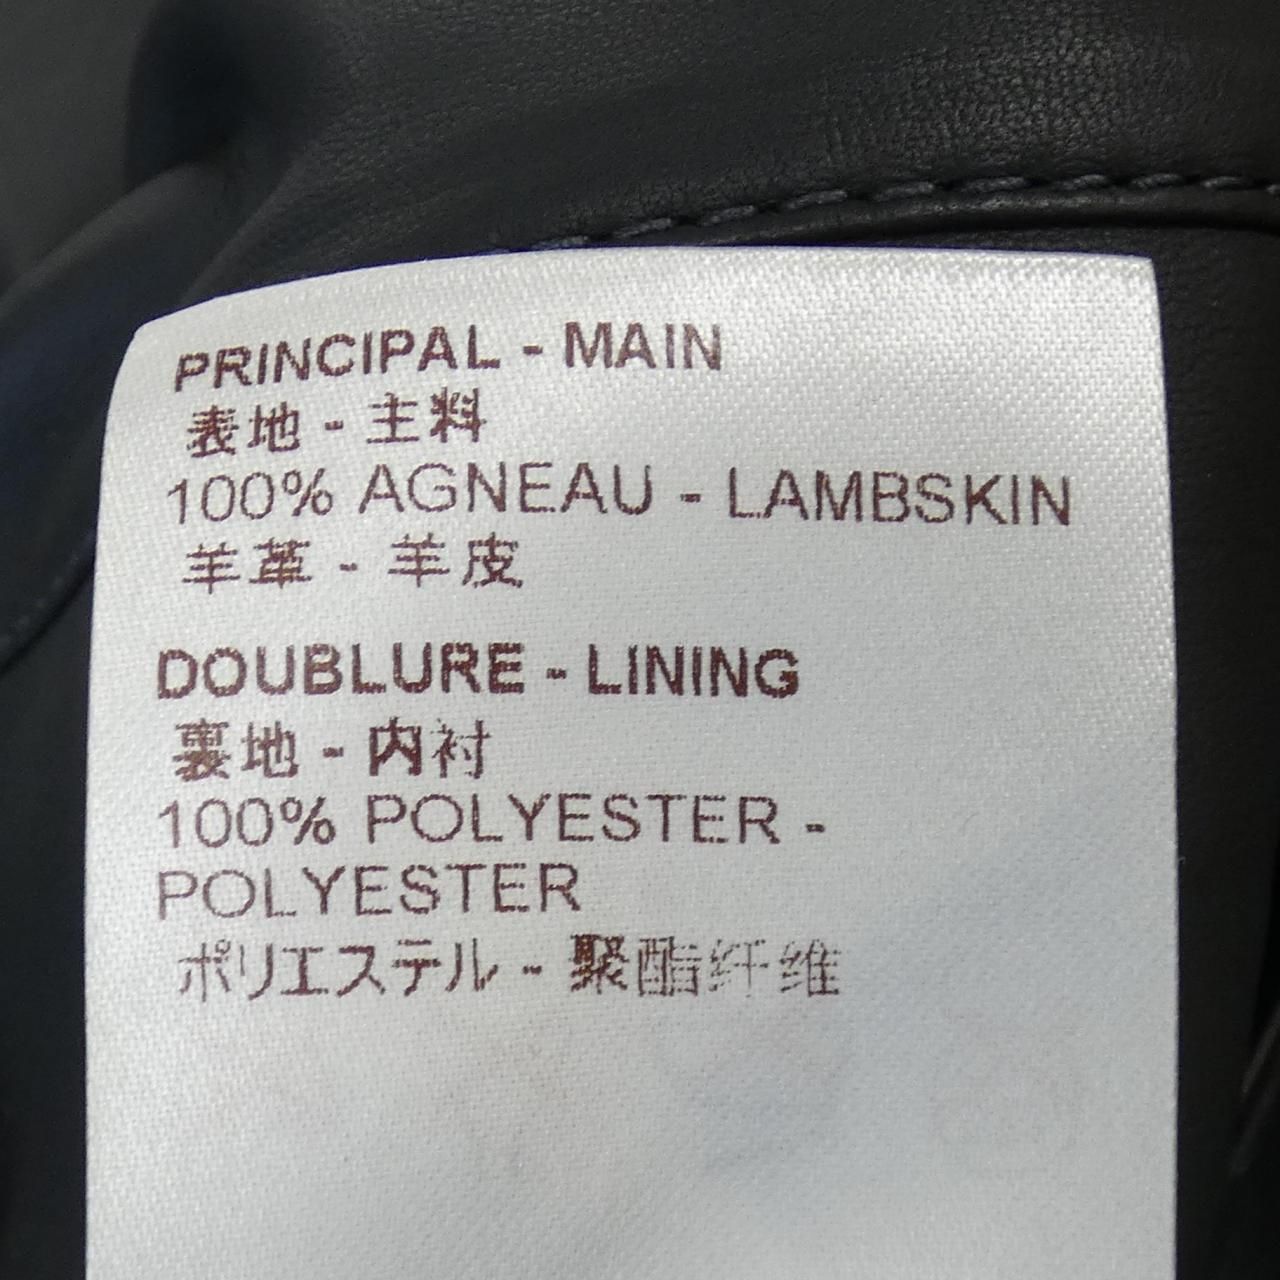 PRINCIPAL - MAIN
表地 - 主料
100% AGNEAU - LAMBSKIN
羊革 - 羊皮
DOUBLURE - LINING
裏地 - 内衬
100% POLYESTER -
POLYESTER
ポリエステル - 聚酯纤维